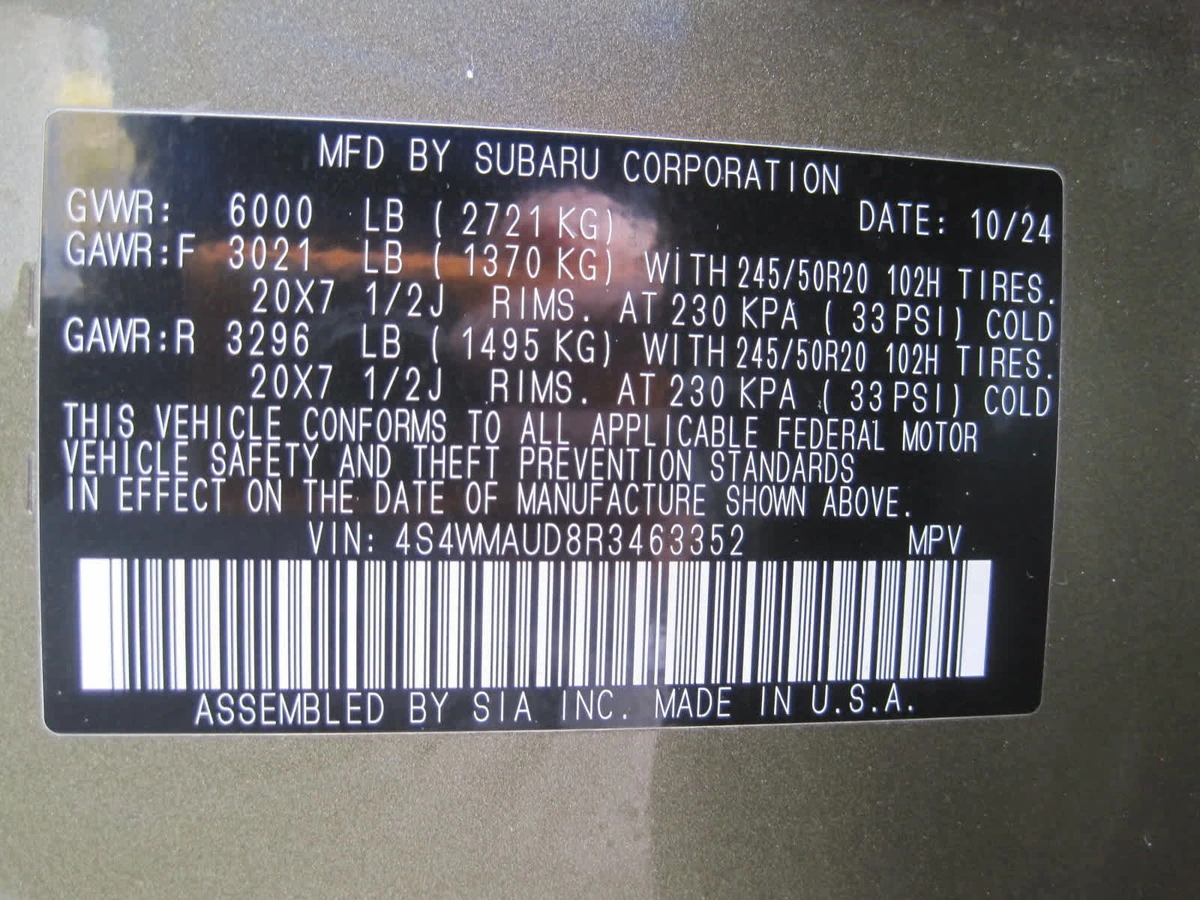 MFD BY SUBARU CORPORATION
GVWR: 6000 LB ( 2721 KG) DATE: 10/24
GAWR:F 3021 LB ( 1370 KG) WITH 245/50R20 102H TIRES.
20X7 1/2J RIMS. AT 230 KPA ( 33 PSI) COLD
GAWR:R 3296 LB ( 1495 KG) WITH 245/50R20 102H TIRES.
20X7 1/2J RIMS. AT 230 KPA ( 33 PSI) COLD
THIS VEHICLE CONFORMS TO ALL APPLICABLE FEDERAL MOTOR
VEHICLE SAFETY AND THEFT PREVENTION STANDARDS
IN EFFECT ON THE DATE OF MANUFACTURE SHOWN ABOVE.
VIN: 4S4WMAUD8R3463352 MPV
ASSEMBLED BY SIA INC. MADE IN U.S.A.